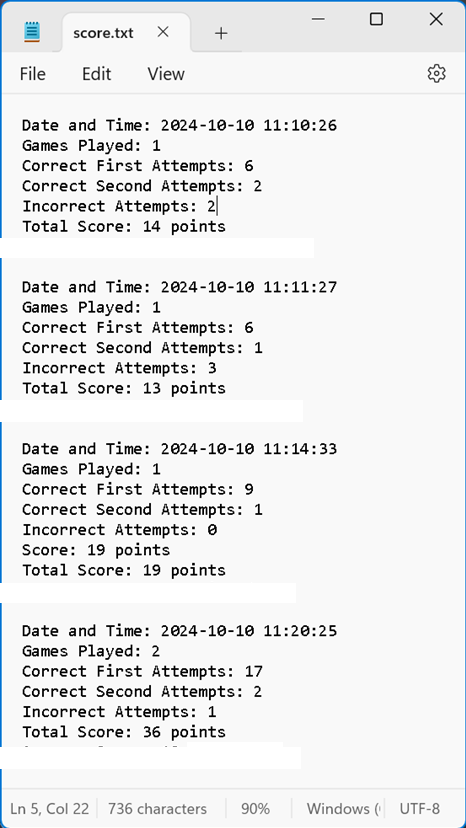 score.txt
File Edit View
Date and Time: 2024-10-10 11:10:26
Games Played: 1
Correct First Attempts: 6
Correct Second Attempts: 2
Incorrect Attempts: 2
Total Score: 14 points
Date and Time: 2024-10-10 11:11:27
Games Played: 1
Correct First Attempts: 6
Correct Second Attempts: 1
Incorrect Attempts: 3
Total Score: 13 points
Date and Time: 2024-10-10 11:14:33
Games Played: 1
Correct First Attempts: 9
Correct Second Attempts: 1
Incorrect Attempts: 0
Score: 19 points
Total Score: 19 points
Date and Time: 2024-10-10 11:20:25
Games Played: 2
Correct First Attempts: 17
Correct Second Attempts: 2
Incorrect Attempts: 1
Total Score: 36 points
Ln 5, Col 22 736 characters 90% Windows ( UTF-8